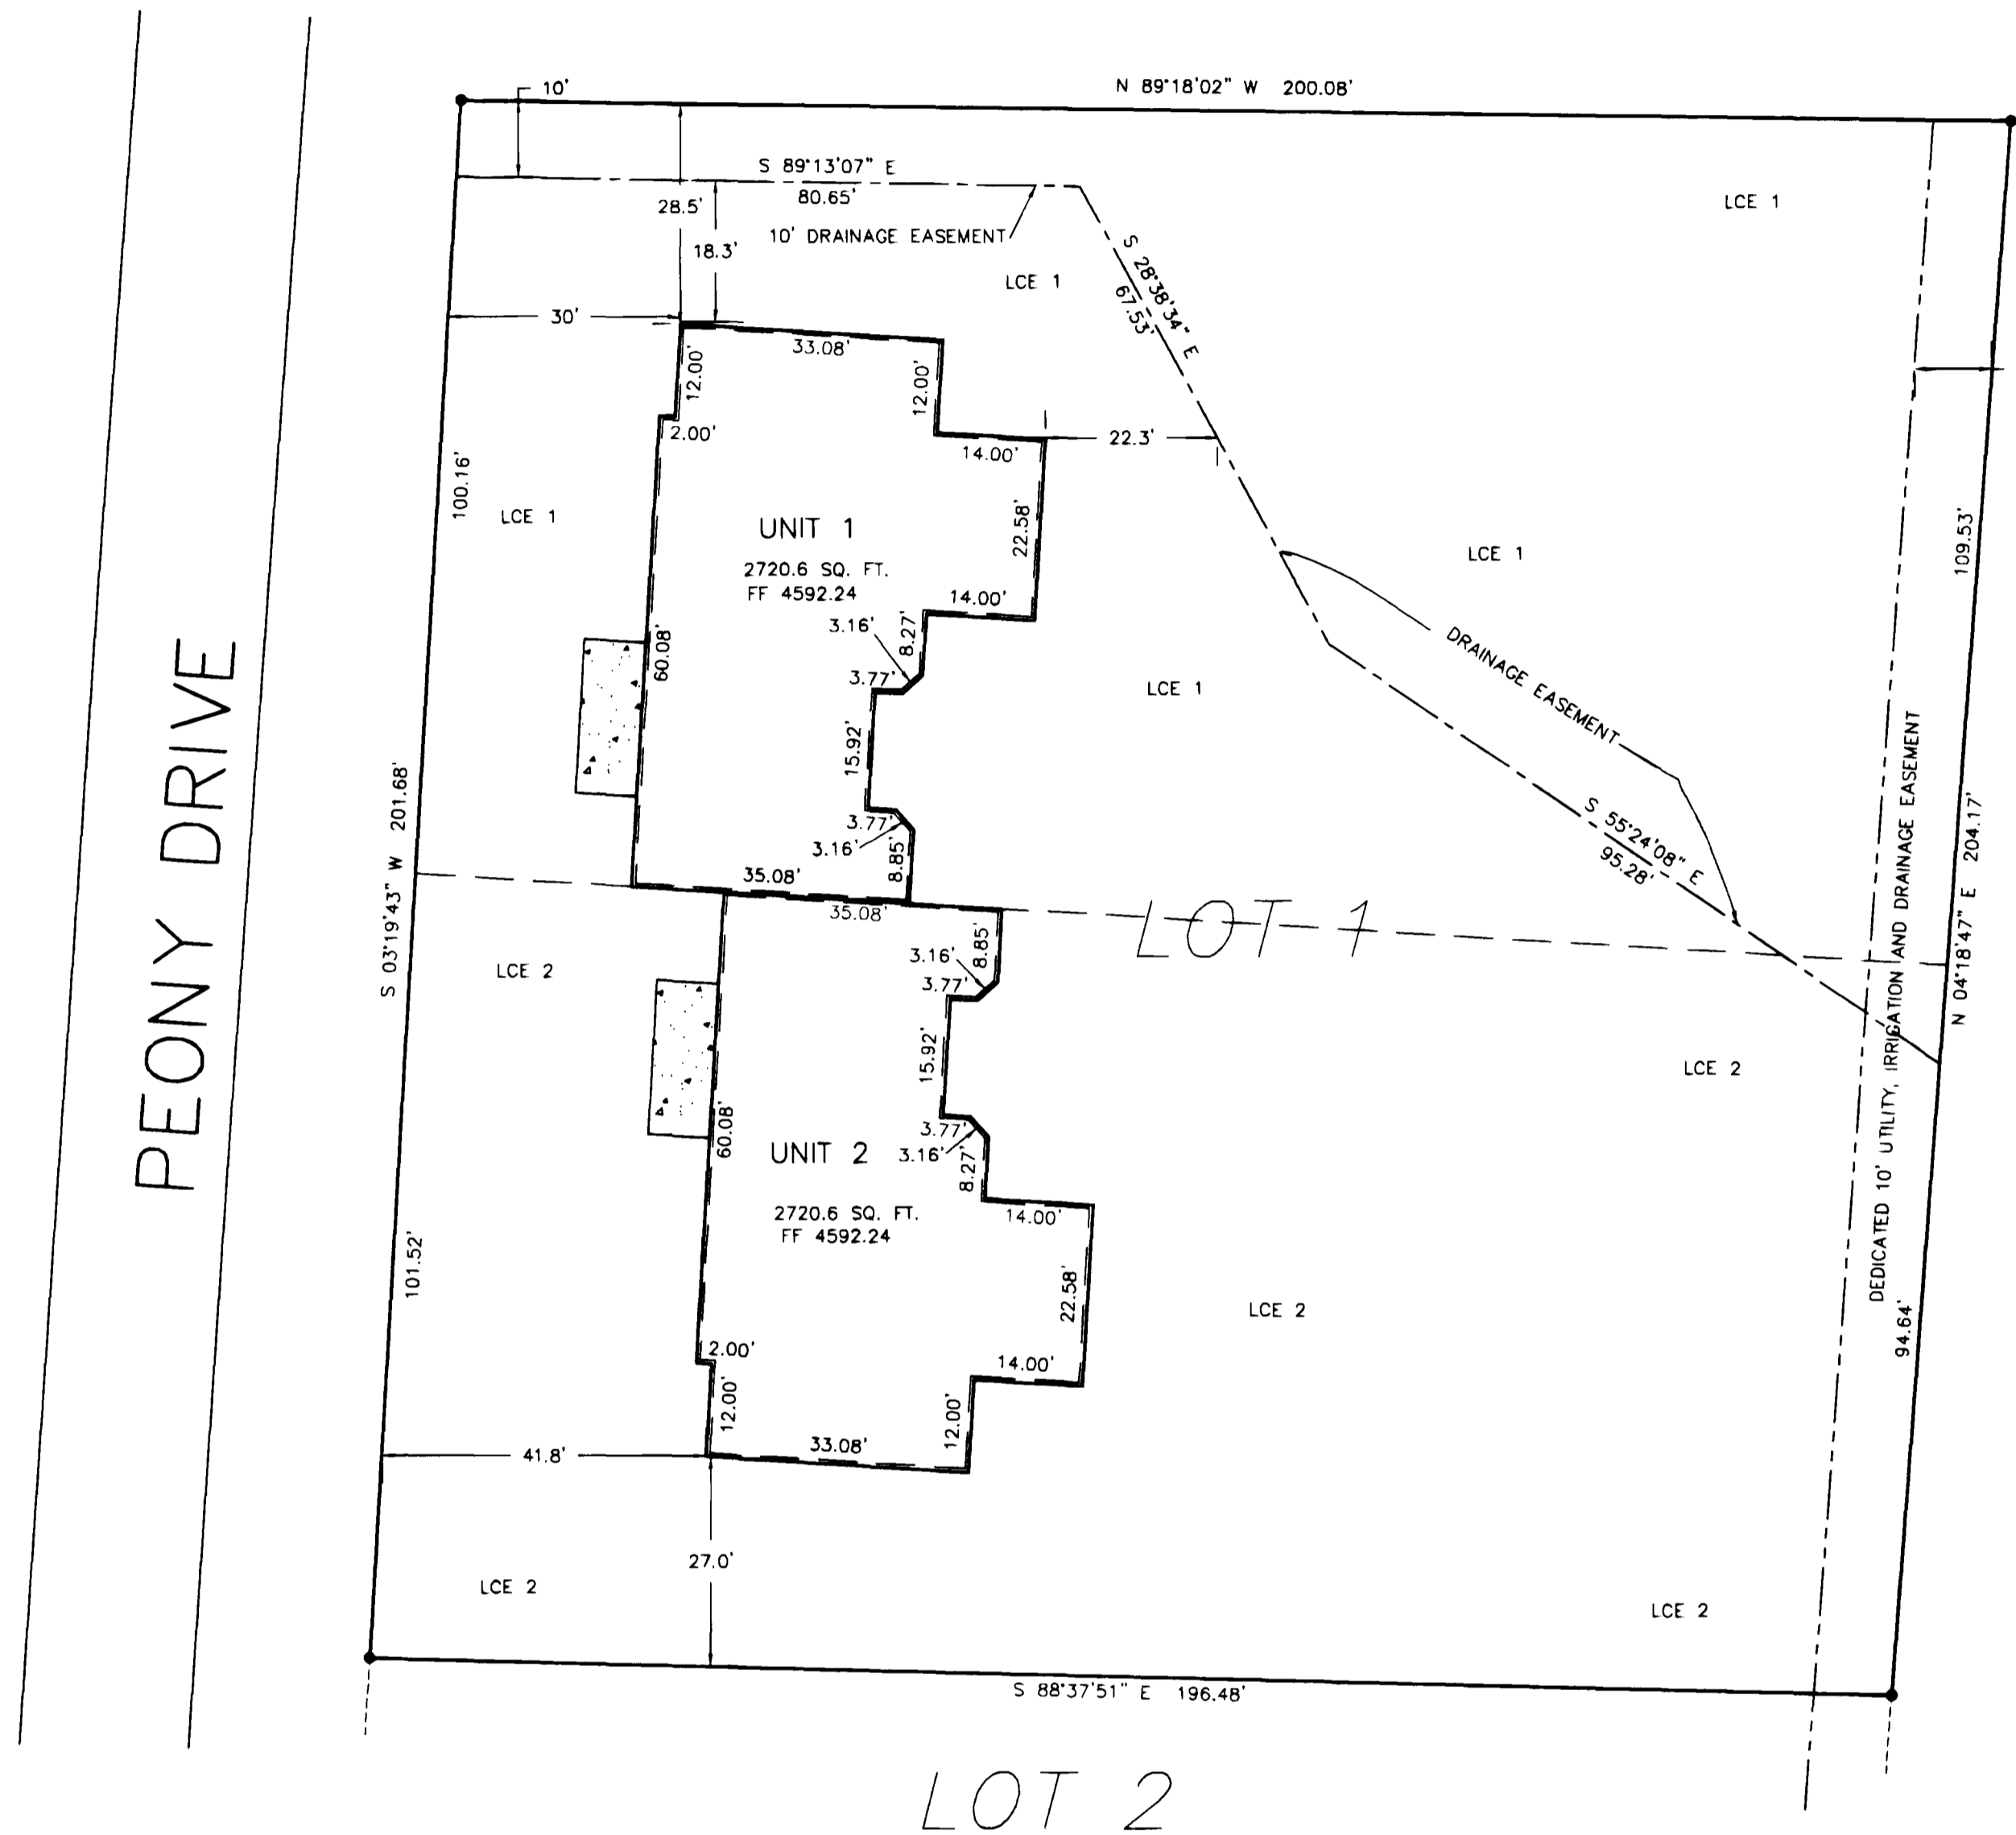 N 89°18'02" W 200.08'
10'
S 89°13'07" E
80.65'
28.5'
18.3'
10' DRAINAGE EASEMENT
LCE 1
LCE 1
S 28°38'34" E
67.53'
30'
33.08'
12.00'
12.00'
2.00'
14.00'
22.3'
100.16'
LCE 1
UNIT 1
2720.6 SQ. FT.
FF 4592.24
22.58'
LCE 1
109.53'
14.00'
3.16'
8.27'
60.08'
3.77'
LCE 1
DRAINAGE EASEMENT
15.92'
3.77'
3.16'
8.85'
S 55°24'08" E
95.28'
PEONY DRIVE
S 03°19'43" W 201.68'
N 04°18'47" E 204.17'
DEDICATED 10' UTILITY, IRRIGATION AND DRAINAGE EASEMENT
35.08'
35.08'
LOT 1
LCE 2
3.16'
8.85'
3.77'
15.92'
LCE 2
60.08'
3.77'
UNIT 2
3.16'
8.27'
2720.6 SQ. FT.
FF 4592.24
14.00'
101.52'
22.58'
LCE 2
94.64'
2.00'
14.00'
12.00'
12.00'
33.08'
41.8'
27.0'
LCE 2
LCE 2
S 88°37'51" E 196.48'
LOT 2